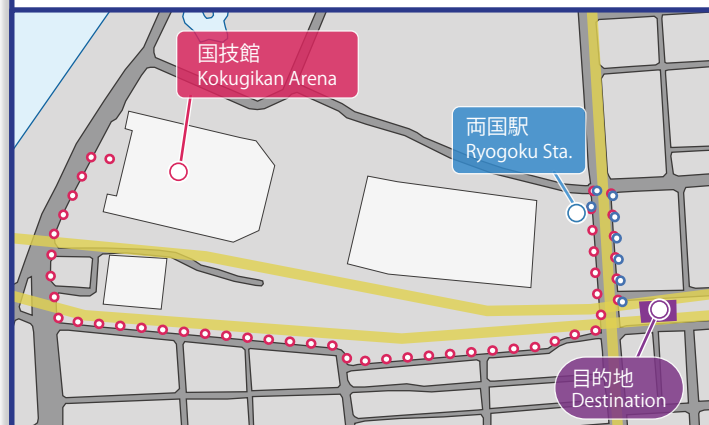 国技館
Kokugikan Arena
両国駅
Ryogoku Sta.
目的地
Destination